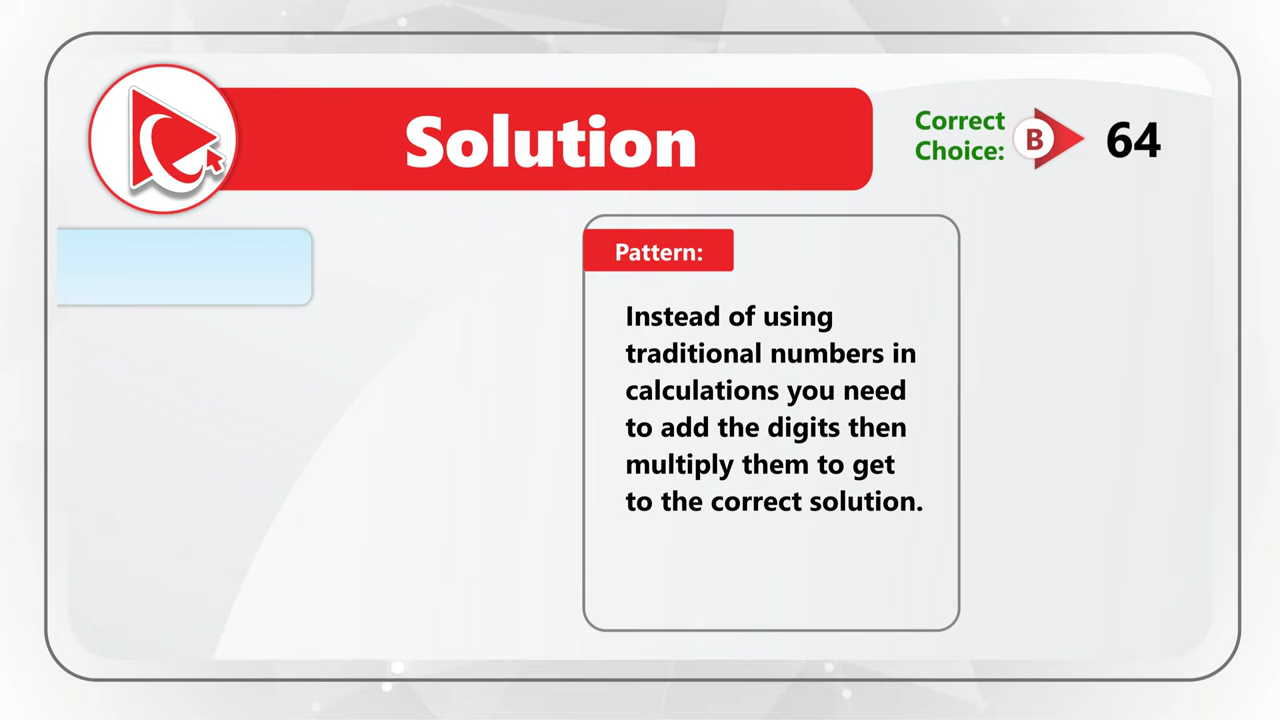 Solution
Correct
Choice:
B
64
Pattern:
Instead of using
traditional numbers in
calculations you need
to add the digits then
multiply them to get
to the correct solution.